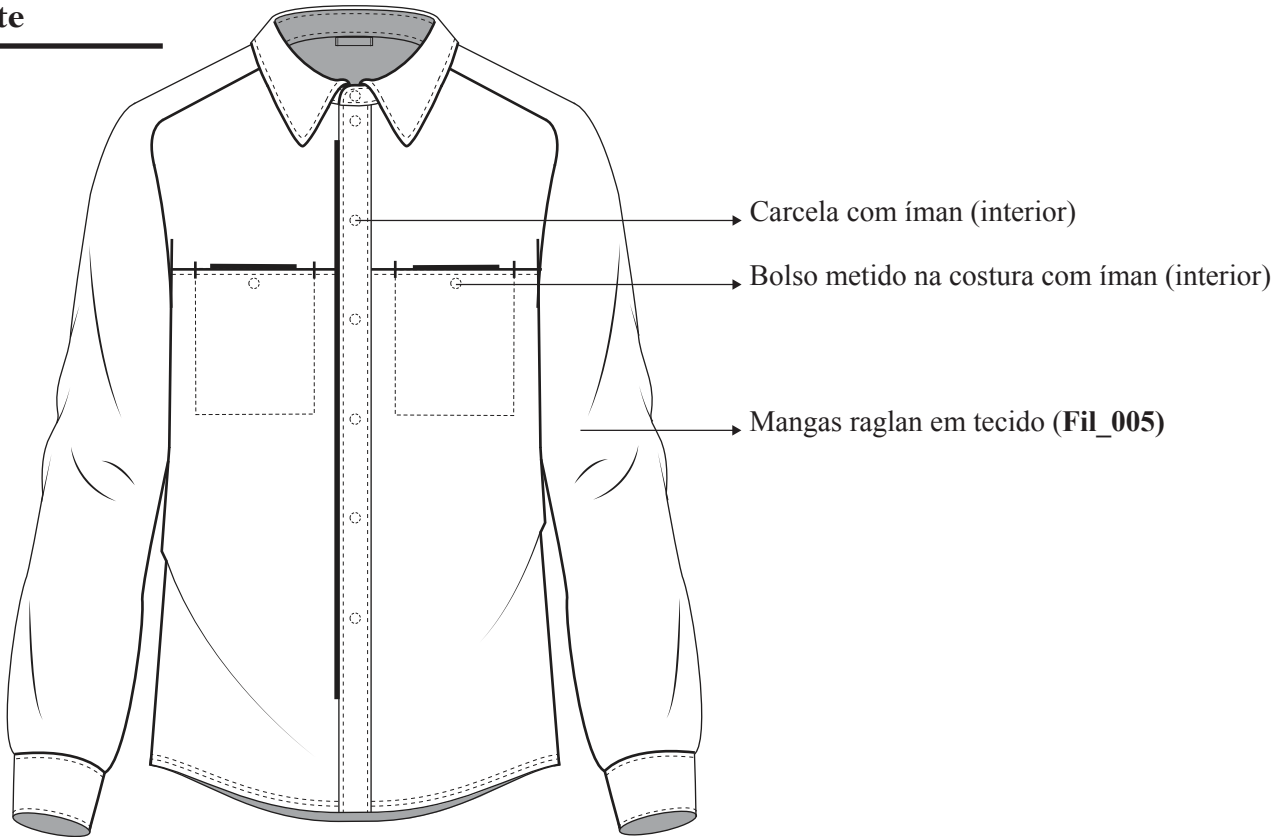 te
Carcela com íman (interior)
Bolso metido na costura com íman (interior)
Mangas raglan em tecido (Fil_005)